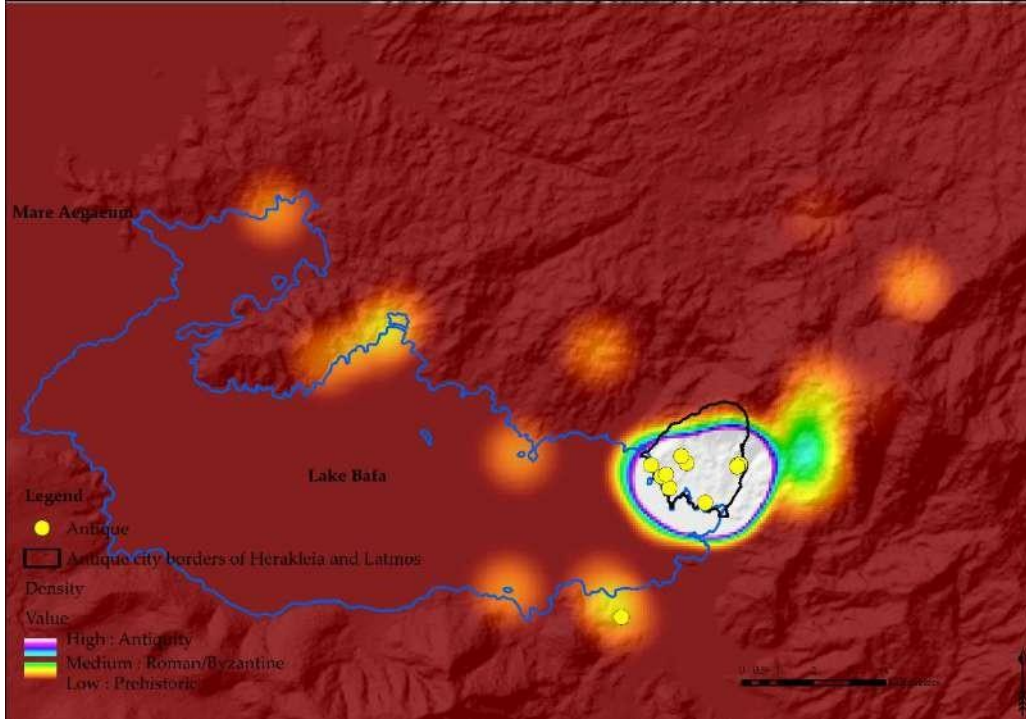 Mare Aegaeum
Lake Bafa
Legend
Antique
Antique city borders of Herakleia and Latmos
Density
Value
High : Antiquity
Medium : Roman/Byzantine
Low : Prehistoric